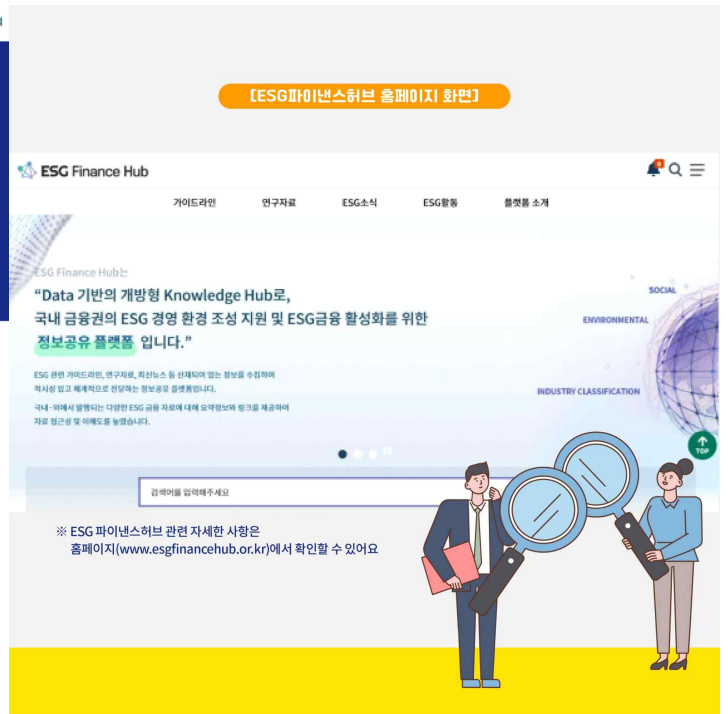 [ESG파이낸스허브 홈페이지 화면]
ESG Finance Hub
가이드라인 연구자료 ESG소식 ESG활동 플랫폼 소개
ESG Finance Hub는
“Data 기반의 개방형 Knowledge Hub로,
국내 금융권의 ESG 경영 환경 조성 지원 및 ESG금융 활성화를 위한
정보공유 플랫폼 입니다.”
SOCIAL
ENVIRONMENTAL
INDUSTRY CLASSIFICATION
ESG 관련 가이드라인, 연구자료, 최신뉴스 등 산재되어 있는 정보를 수집하여
적시성 있고 체계적으로 전달하는 정보공유 플랫폼입니다.
국내·외에서 발행되는 다양한 ESG 금융 자료에 대해 요약정보와 링크를 제공하여
자료 접근성 및 이해도를 높였습니다.
TOP
검색어를 입력해주세요
※ ESG 파이낸스허브 관련 자세한 사항은
홈페이지(www.esgfinancehub.or.kr)에서 확인할 수 있어요